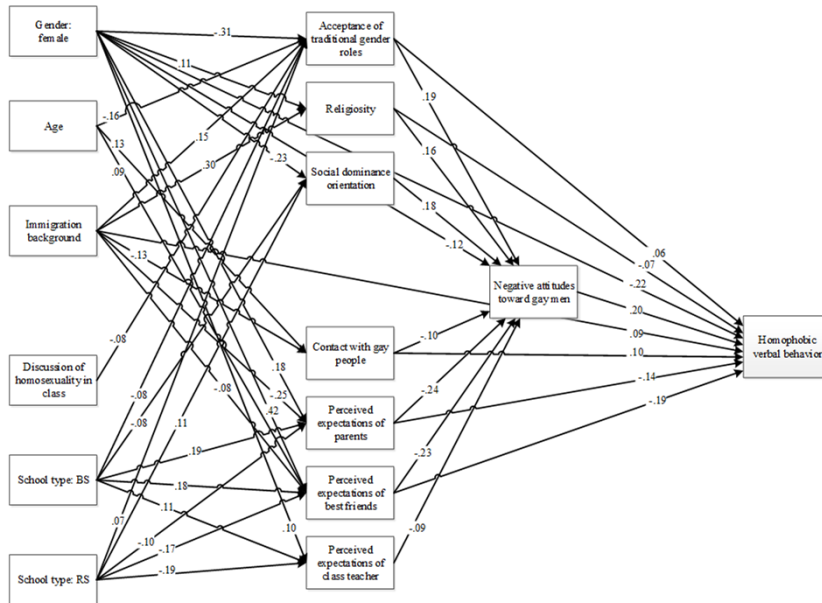 Gender:
female
Age
Immigration
background
Discussion of
homosexuality in
class
School type: BS
School type: RS
Acceptance of
traditional gender
roles
Religiosity
Social dominance
orientation
Contact with gay
people
Perceived
expectations of
parents
Perceived
expectations of
best friends
Perceived
expectations of
class teacher
Negative attitudes
toward gay men
Homophobic
verbal behavior
-.31
.11
-.16
.13
.09
.15
.30
-.23
-.13
-.08
-.08
-.08
-.08
.18
-.25
.42
.11
.19
.18
.11
.07
-.10
-.17
-.19
.10
.19
.16
.18
-.12
-.10
-.24
-.23
-.09
.06
-.07
-.22
.20
.09
.10
-.14
-.19